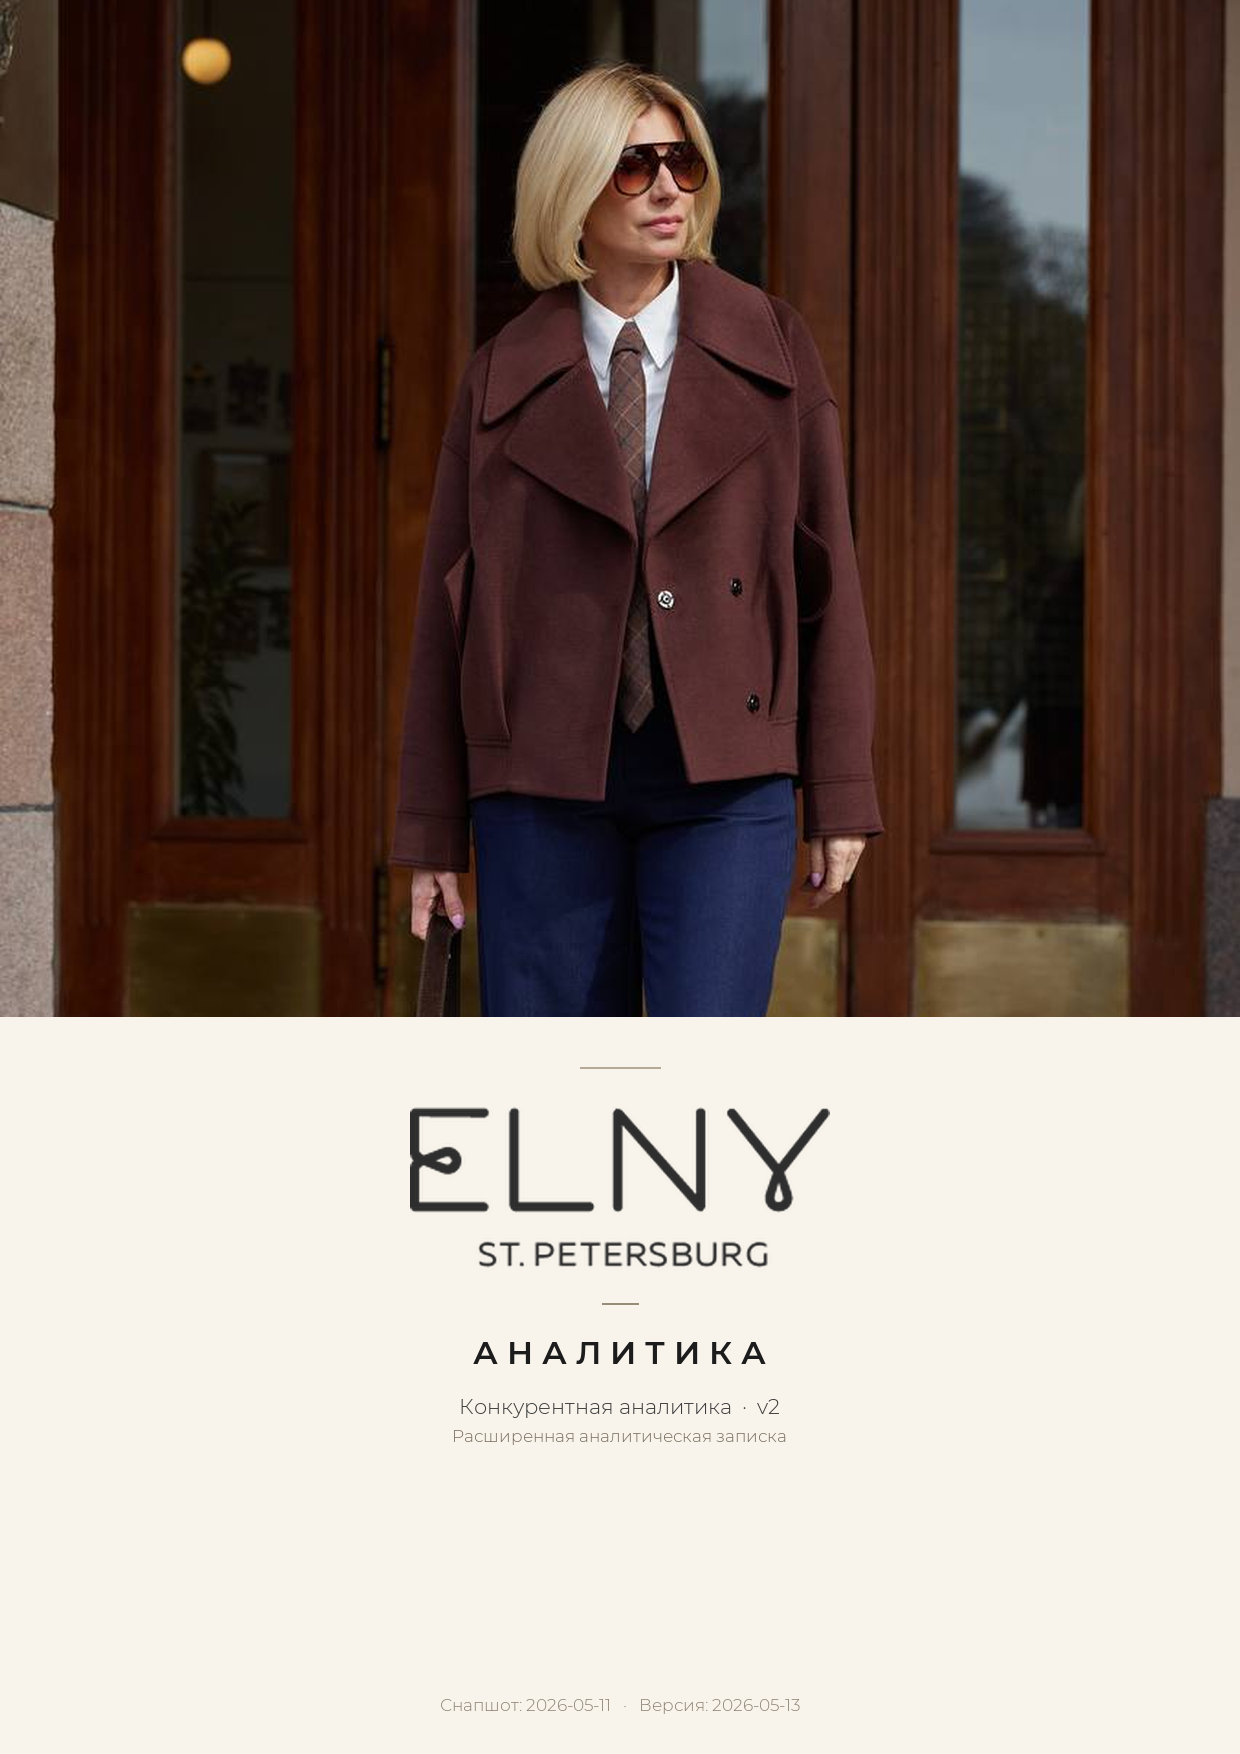 ELNY
ST. PETERSBURG
АНАЛИТИКА
Конкурентная аналитика · v2
Расширенная аналитическая записка
Снапшот: 2026-05-11 · Версия: 2026-05-13